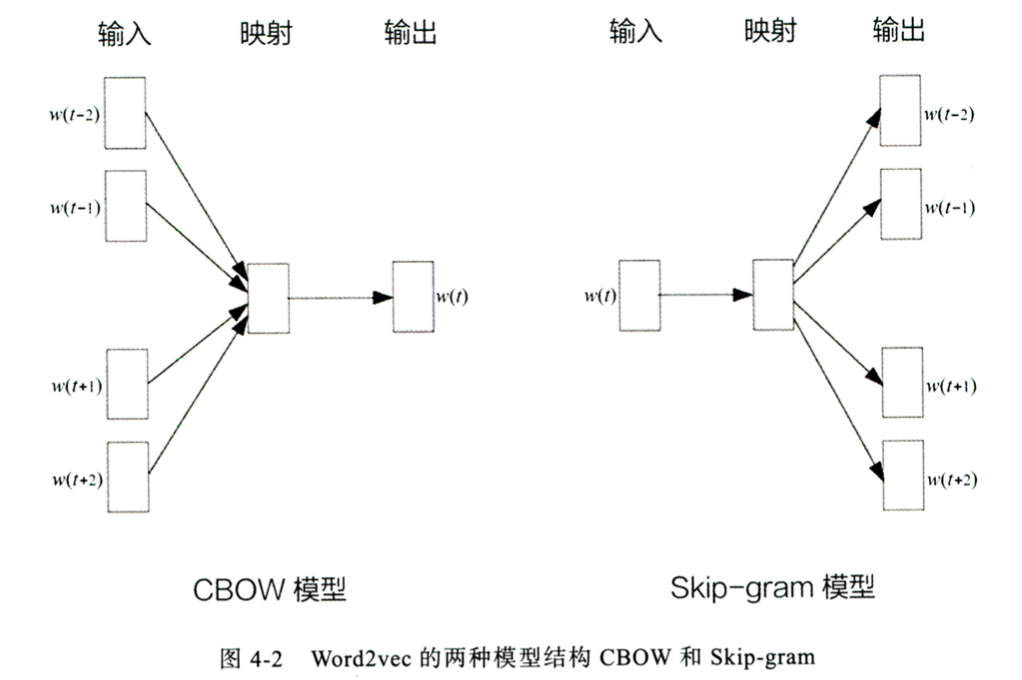 输入 映射 输出
w(t-2)
w(t-1)
w(t)
w(t+1)
w(t+2)
CBOW 模型
输入 映射 输出
w(t-2)
w(t-1)
w(t)
w(t+1)
w(t+2)
Skip-gram 模型
图 4-2 Word2vec 的两种模型结构 CBOW 和 Skip-gram